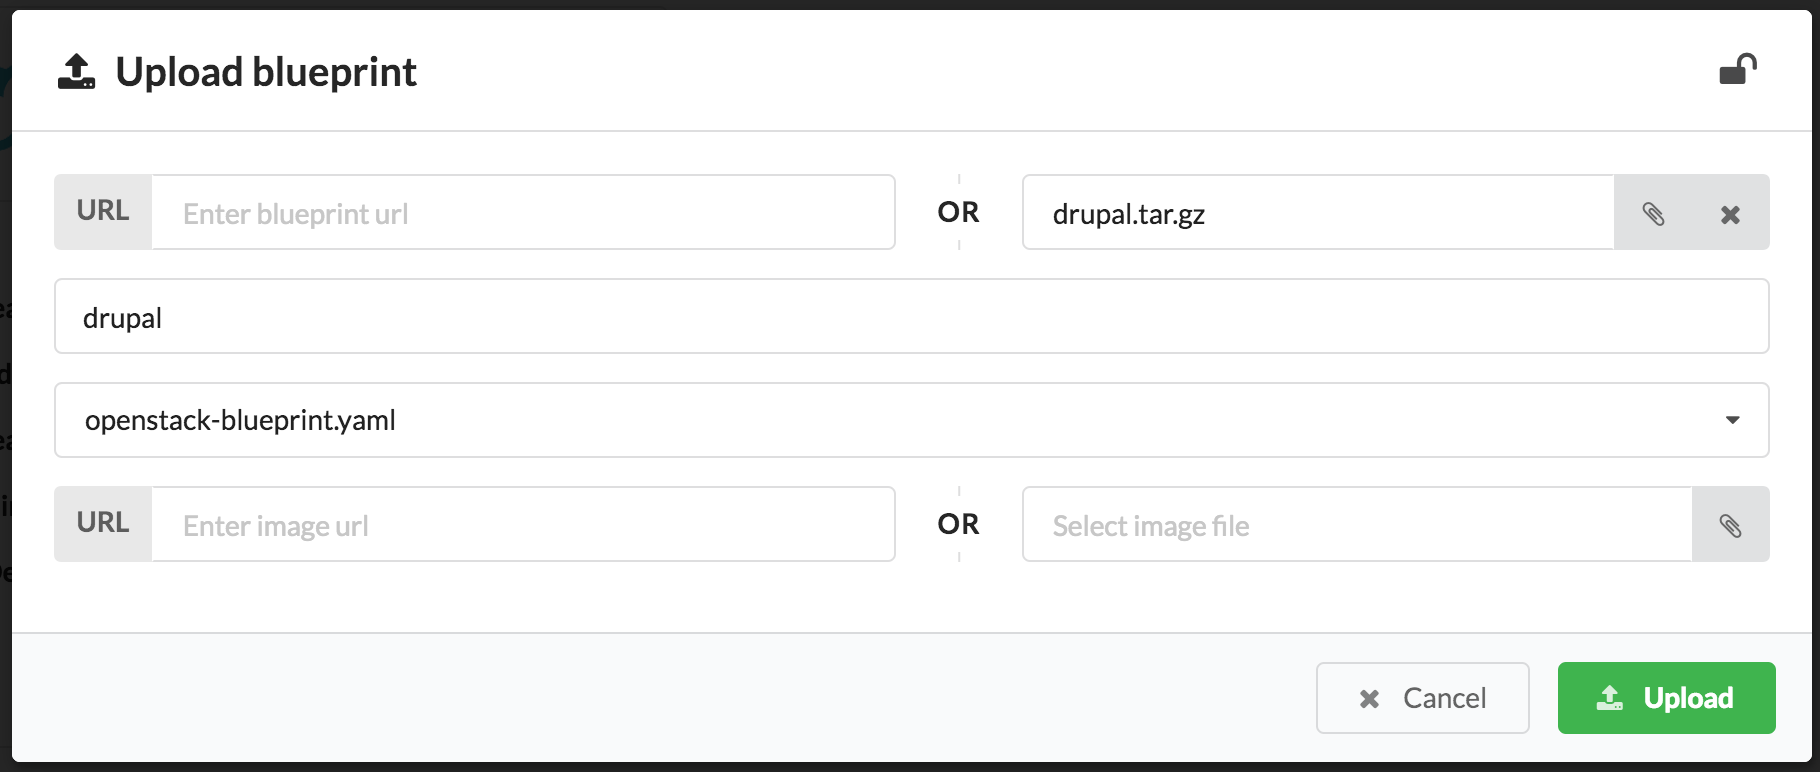 Upload blueprint
URL Enter blueprint url OR drupal.tar.gz
drupal
openstack-blueprint.yaml
URL Enter image url OR Select image file
Cancel Upload